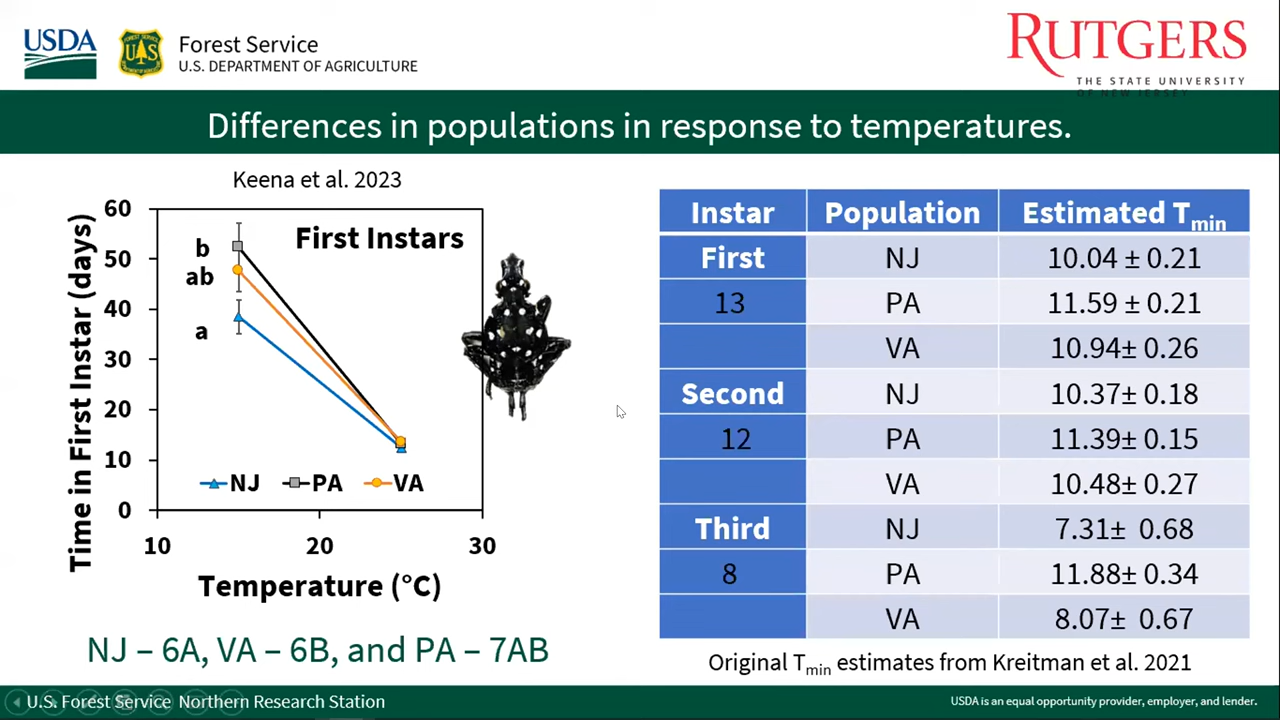 USDA
FOREST SERVICE
UAS
Forest Service
U.S. DEPARTMENT OF AGRICULTURE
RUTGERS
THE STATE UNIVERSITY
OF NEW JERSEY
Differences in populations in response to temperatures.
Keena et al. 2023
First Instars
Time in First Instar (days)
60
50
40
30
20
10
0
b
ab
a
NJ PA VA
10 20 30
Temperature (°C)
NJ – 6A, VA – 6B, and PA – 7AB
Instar Population Estimated Tmin
First NJ 10.04 ± 0.21
13 PA 11.59 ± 0.21
VA 10.94± 0.26
Second NJ 10.37± 0.18
12 PA 11.39± 0.15
VA 10.48± 0.27
Third NJ 7.31± 0.68
8 PA 11.88± 0.34
VA 8.07± 0.67
Original Tmin estimates from Kreitman et al. 2021
U.S. Forest Service Northern Research Station
USDA is an equal opportunity provider, employer, and lender.